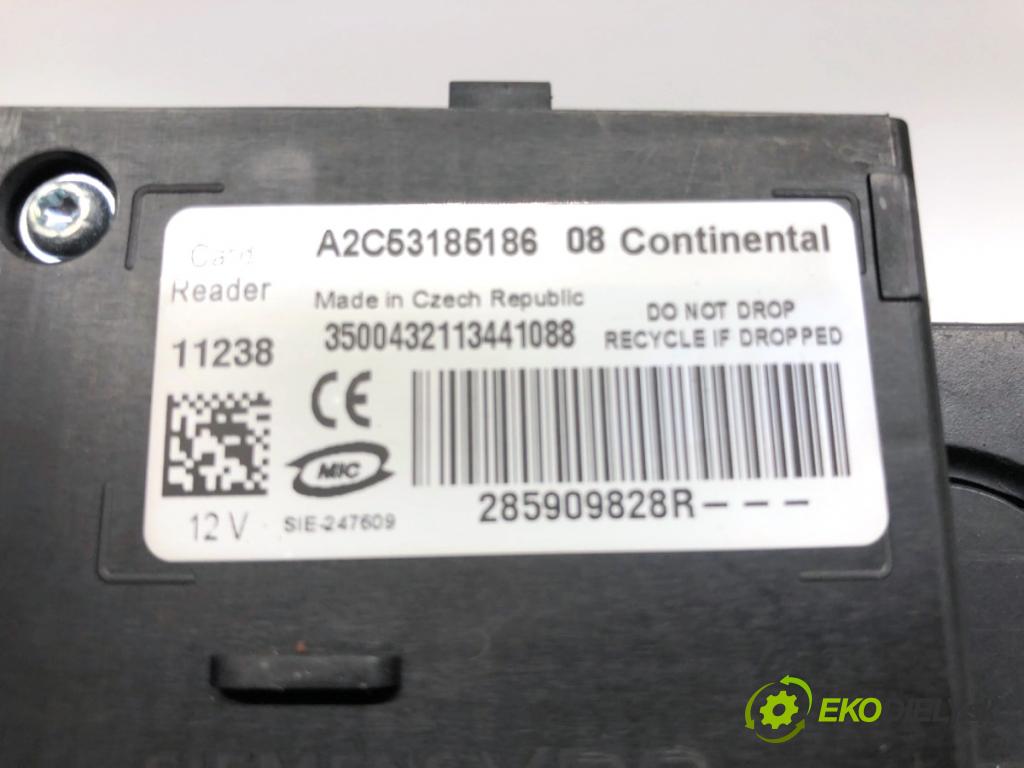 Card
Reader
A2C53185186 08 Continental
Made in Czech Republic
3500432113441088
DO NOT DROP
RECYCLE IF DROPPED
11238
CE
MIC
285909828R---
12 V
SIE-247609
EKODIELY